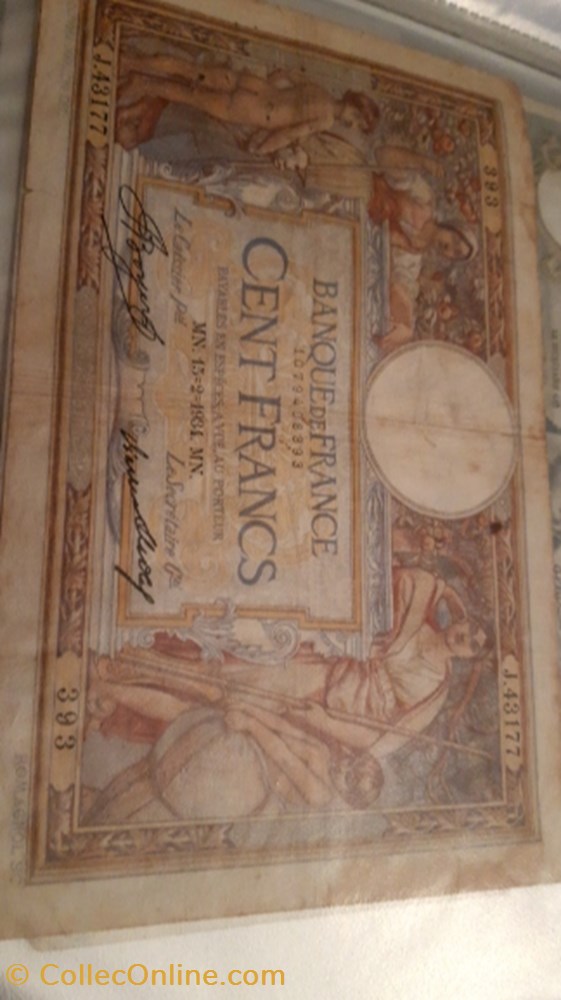 J.43177
393
BANQUE DE FRANCE
1079408393
CENT FRANCS
PAYABLES EN ESPÈCES, A VUE, AU PORTEUR
MN. 15=2=1934. MN.
Le Caissier pal
Le Secrétaire Gal
393
J.43177
© CollecOnline.com